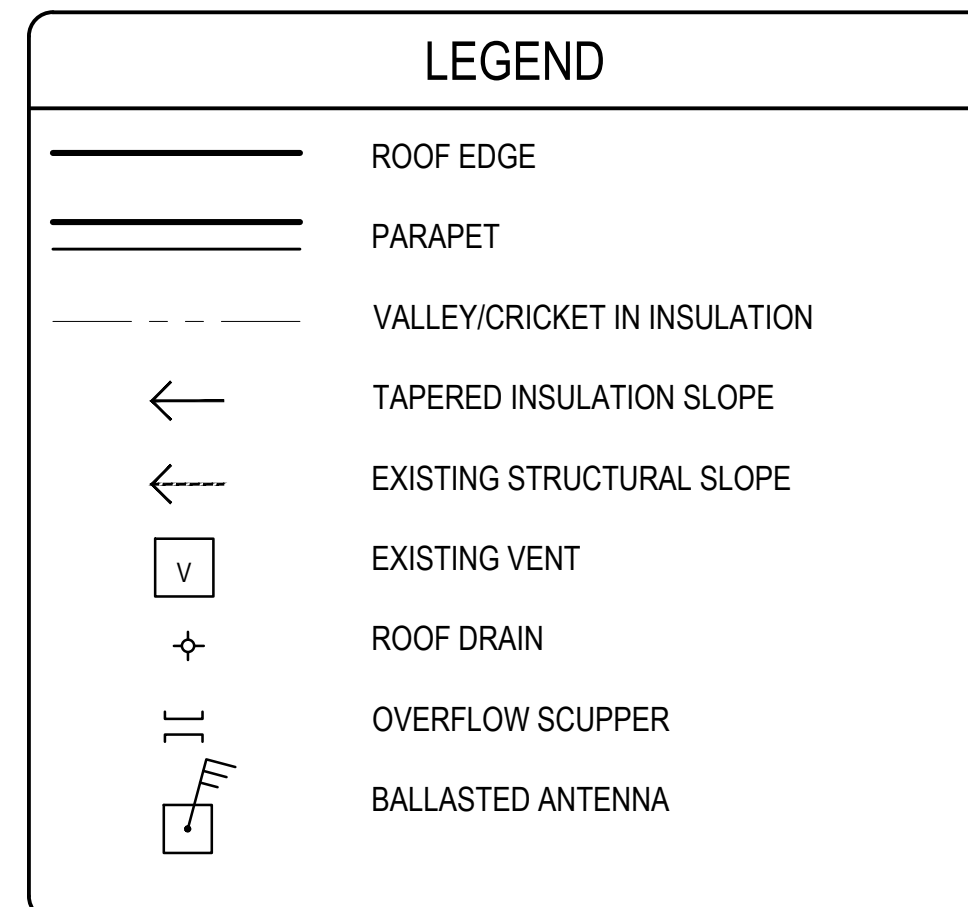 LEGEND
ROOF EDGE
PARAPET
VALLEY/CRICKET IN INSULATION
TAPERED INSULATION SLOPE
EXISTING STRUCTURAL SLOPE
V
EXISTING VENT
ROOF DRAIN
OVERFLOW SCUPPER
BALLASTED ANTENNA